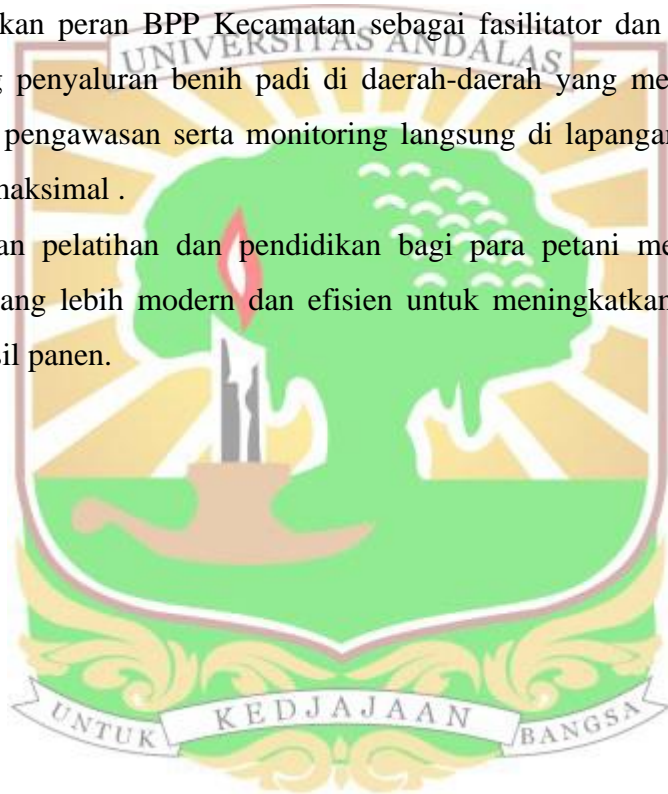 kan peran BPP Kecamatan sebagai fasilitator dan
UNIVERSITAS ANDALAS
penyaluran benih padi di daerah-daerah yang me
pengawasan serta monitoring langsung di lapangan
maksimal .
an pelatihan dan pendidikan bagi para petani me
ang lebih modern dan efisien untuk meningkatkan
sil panen.
UNTUK KEDJAJAAN BANGSA